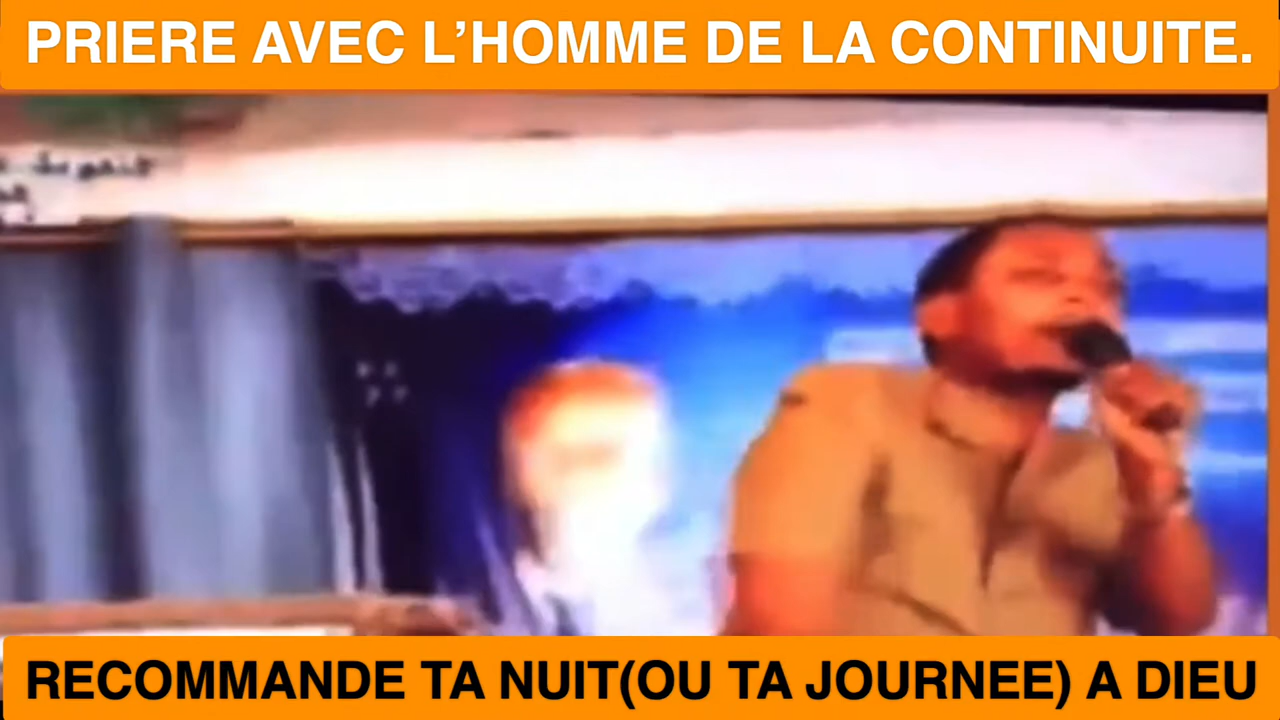 PRIERE AVEC L’HOMME DE LA CONTINUITE.
RECOMMANDE TA NUIT(OU TA JOURNEE) A DIEU